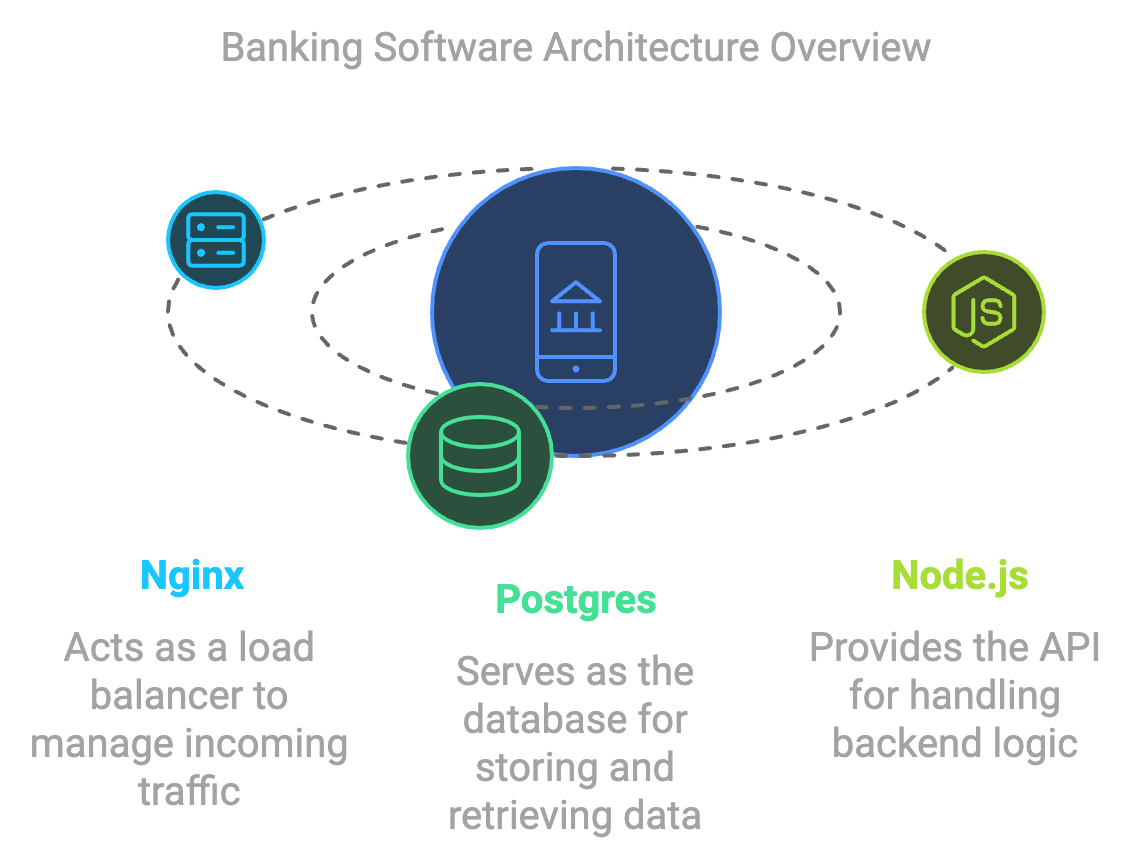 Banking Software Architecture Overview
JS
Nginx
Acts as a load
balancer to
manage incoming
traffic
Postgres
Serves as the
database for
storing and
retrieving data
Node.js
Provides the API
for handling
backend logic